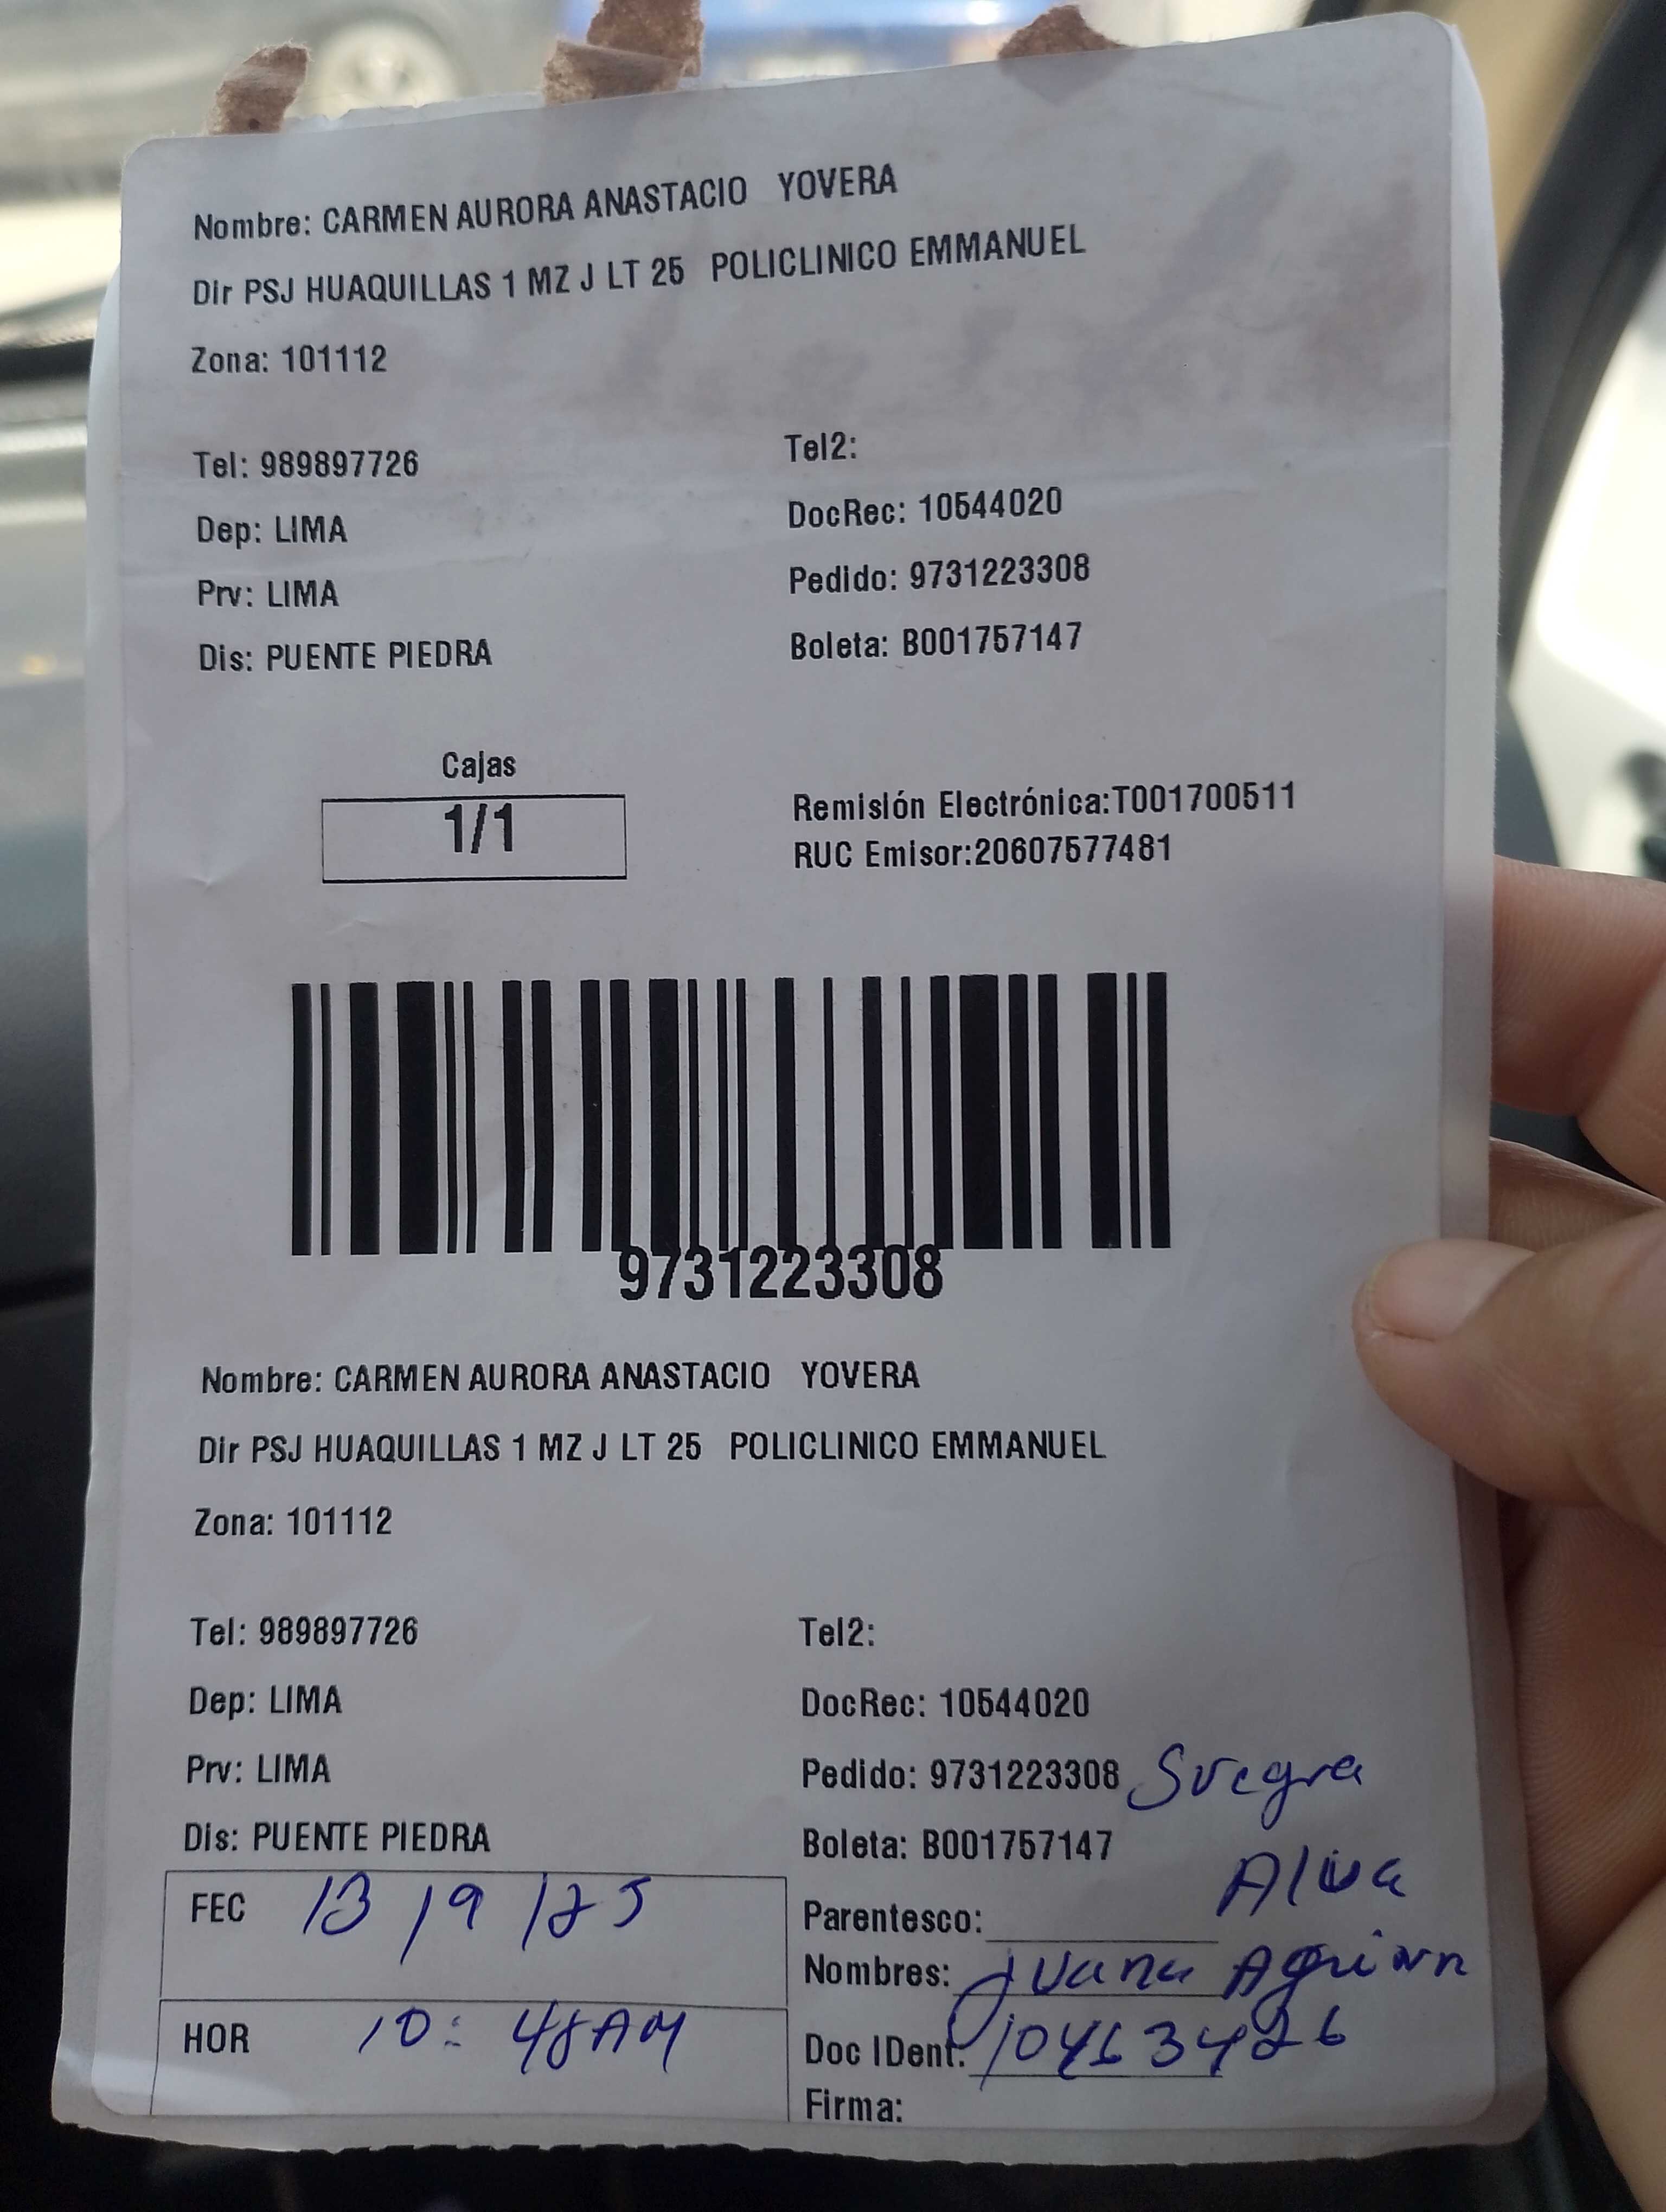 Nombre: CARMEN AURORA ANASTACIO YOVERA
Dir PSJ HUAQUILLAS 1 MZ J LT 25 POLICLINICO EMMANUEL
Zona: 101112
Tel: 989897726
Tel2:
Dep: LIMA
DocRec: 10544020
Prv: LIMA
Pedido: 9731223308
Dis: PUENTE PIEDRA
Boleta: B001757147
Cajas
1/1
Remisión Electrónica:T001700511
RUC Emisor:20607577481
9731223308
Nombre: CARMEN AURORA ANASTACIO YOVERA
Dir PSJ HUAQUILLAS 1 MZ J LT 25 POLICLINICO EMMANUEL
Zona: 101112
Tel: 989897726
Tel2:
Dep: LIMA
DocRec: 10544020
Prv: LIMA
Pedido: 9731223308 Suegra
Dis: PUENTE PIEDRA
Boleta: B001757147
Alva
FEC 13/9/25
Parentesco:
Nombres: Juana
HOR 10:48AM
Doc IDent:
Firma: